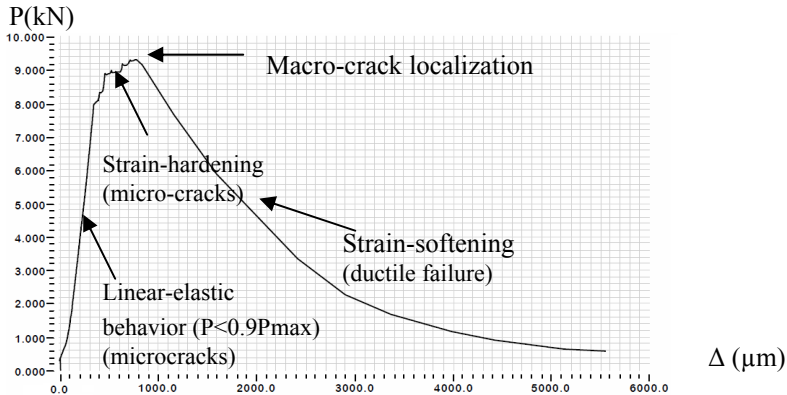 P(kN)
10.000
9.000
8.000
7.000
6.000
5.000
4.000
3.000
2.000
1.000
0.000
Macro-crack localization
Strain-hardening
(micro-cracks)
Strain-softening
(ductile failure)
Linear-elastic
behavior (P<0.9Pmax)
(microcracks)
0.0 1000.0 2000.0 3000.0 4000.0 5000.0 6000.0
Δ (μm)